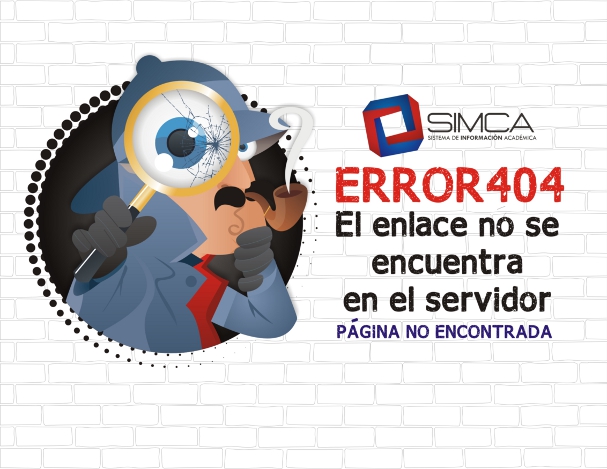 SIMCA
SISTEMA DE INFORMACIÓN ACADÉMICA
ERROR404
El enlace no se
encuentra
en el servidor
PÁGINA NO ENCONTRADA